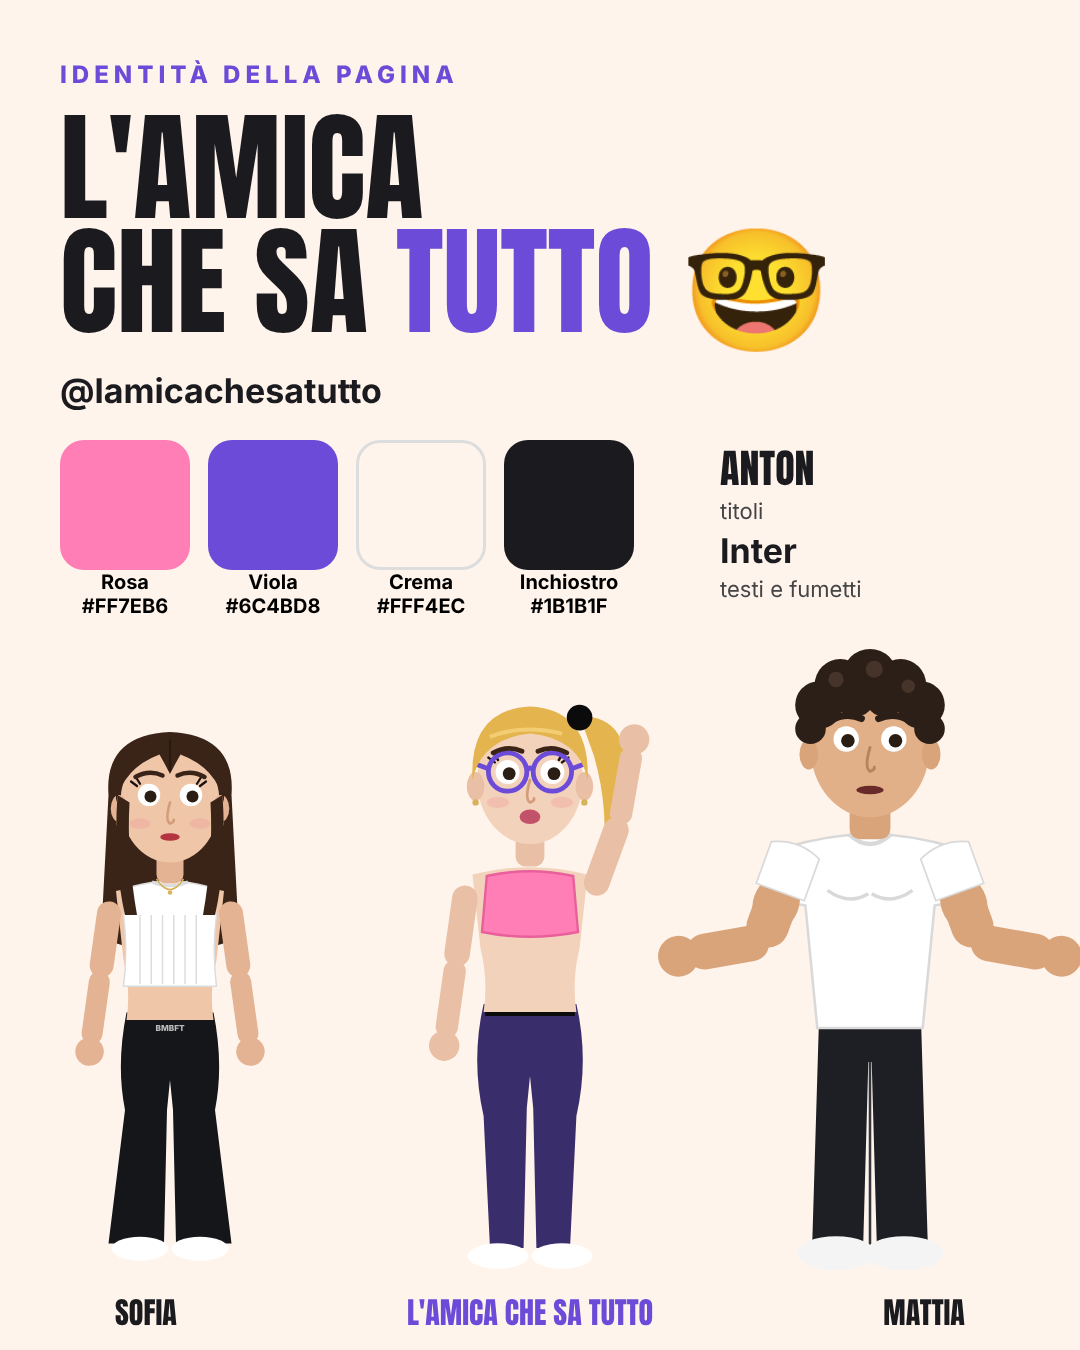 IDENTITÀ DELLA PAGINA
L'AMICA
CHE SA TUTTO
@lamicachesatutto
ANTON
titoli
Inter
testi e fumetti
Rosa
#FF7EB6
Viola
#6C4BD8
Crema
#FFF4EC
Inchiostro
#1B1B1F
BMBFT
SOFIA
L'AMICA CHE SA TUTTO
MATTIA